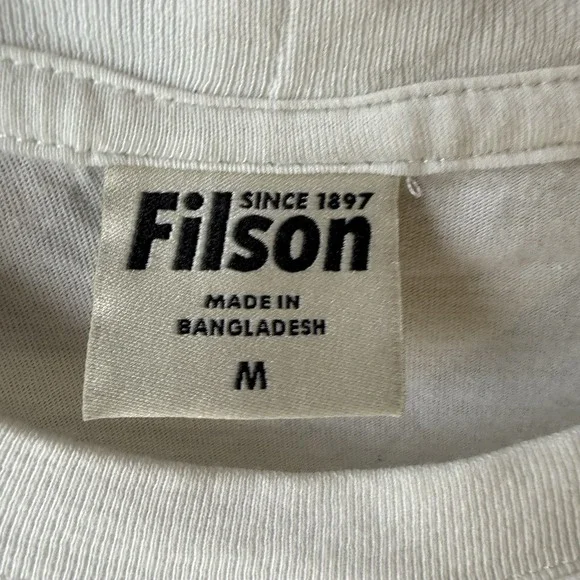 SINCE 1897
Filson
MADE IN
BANGLADESH
M